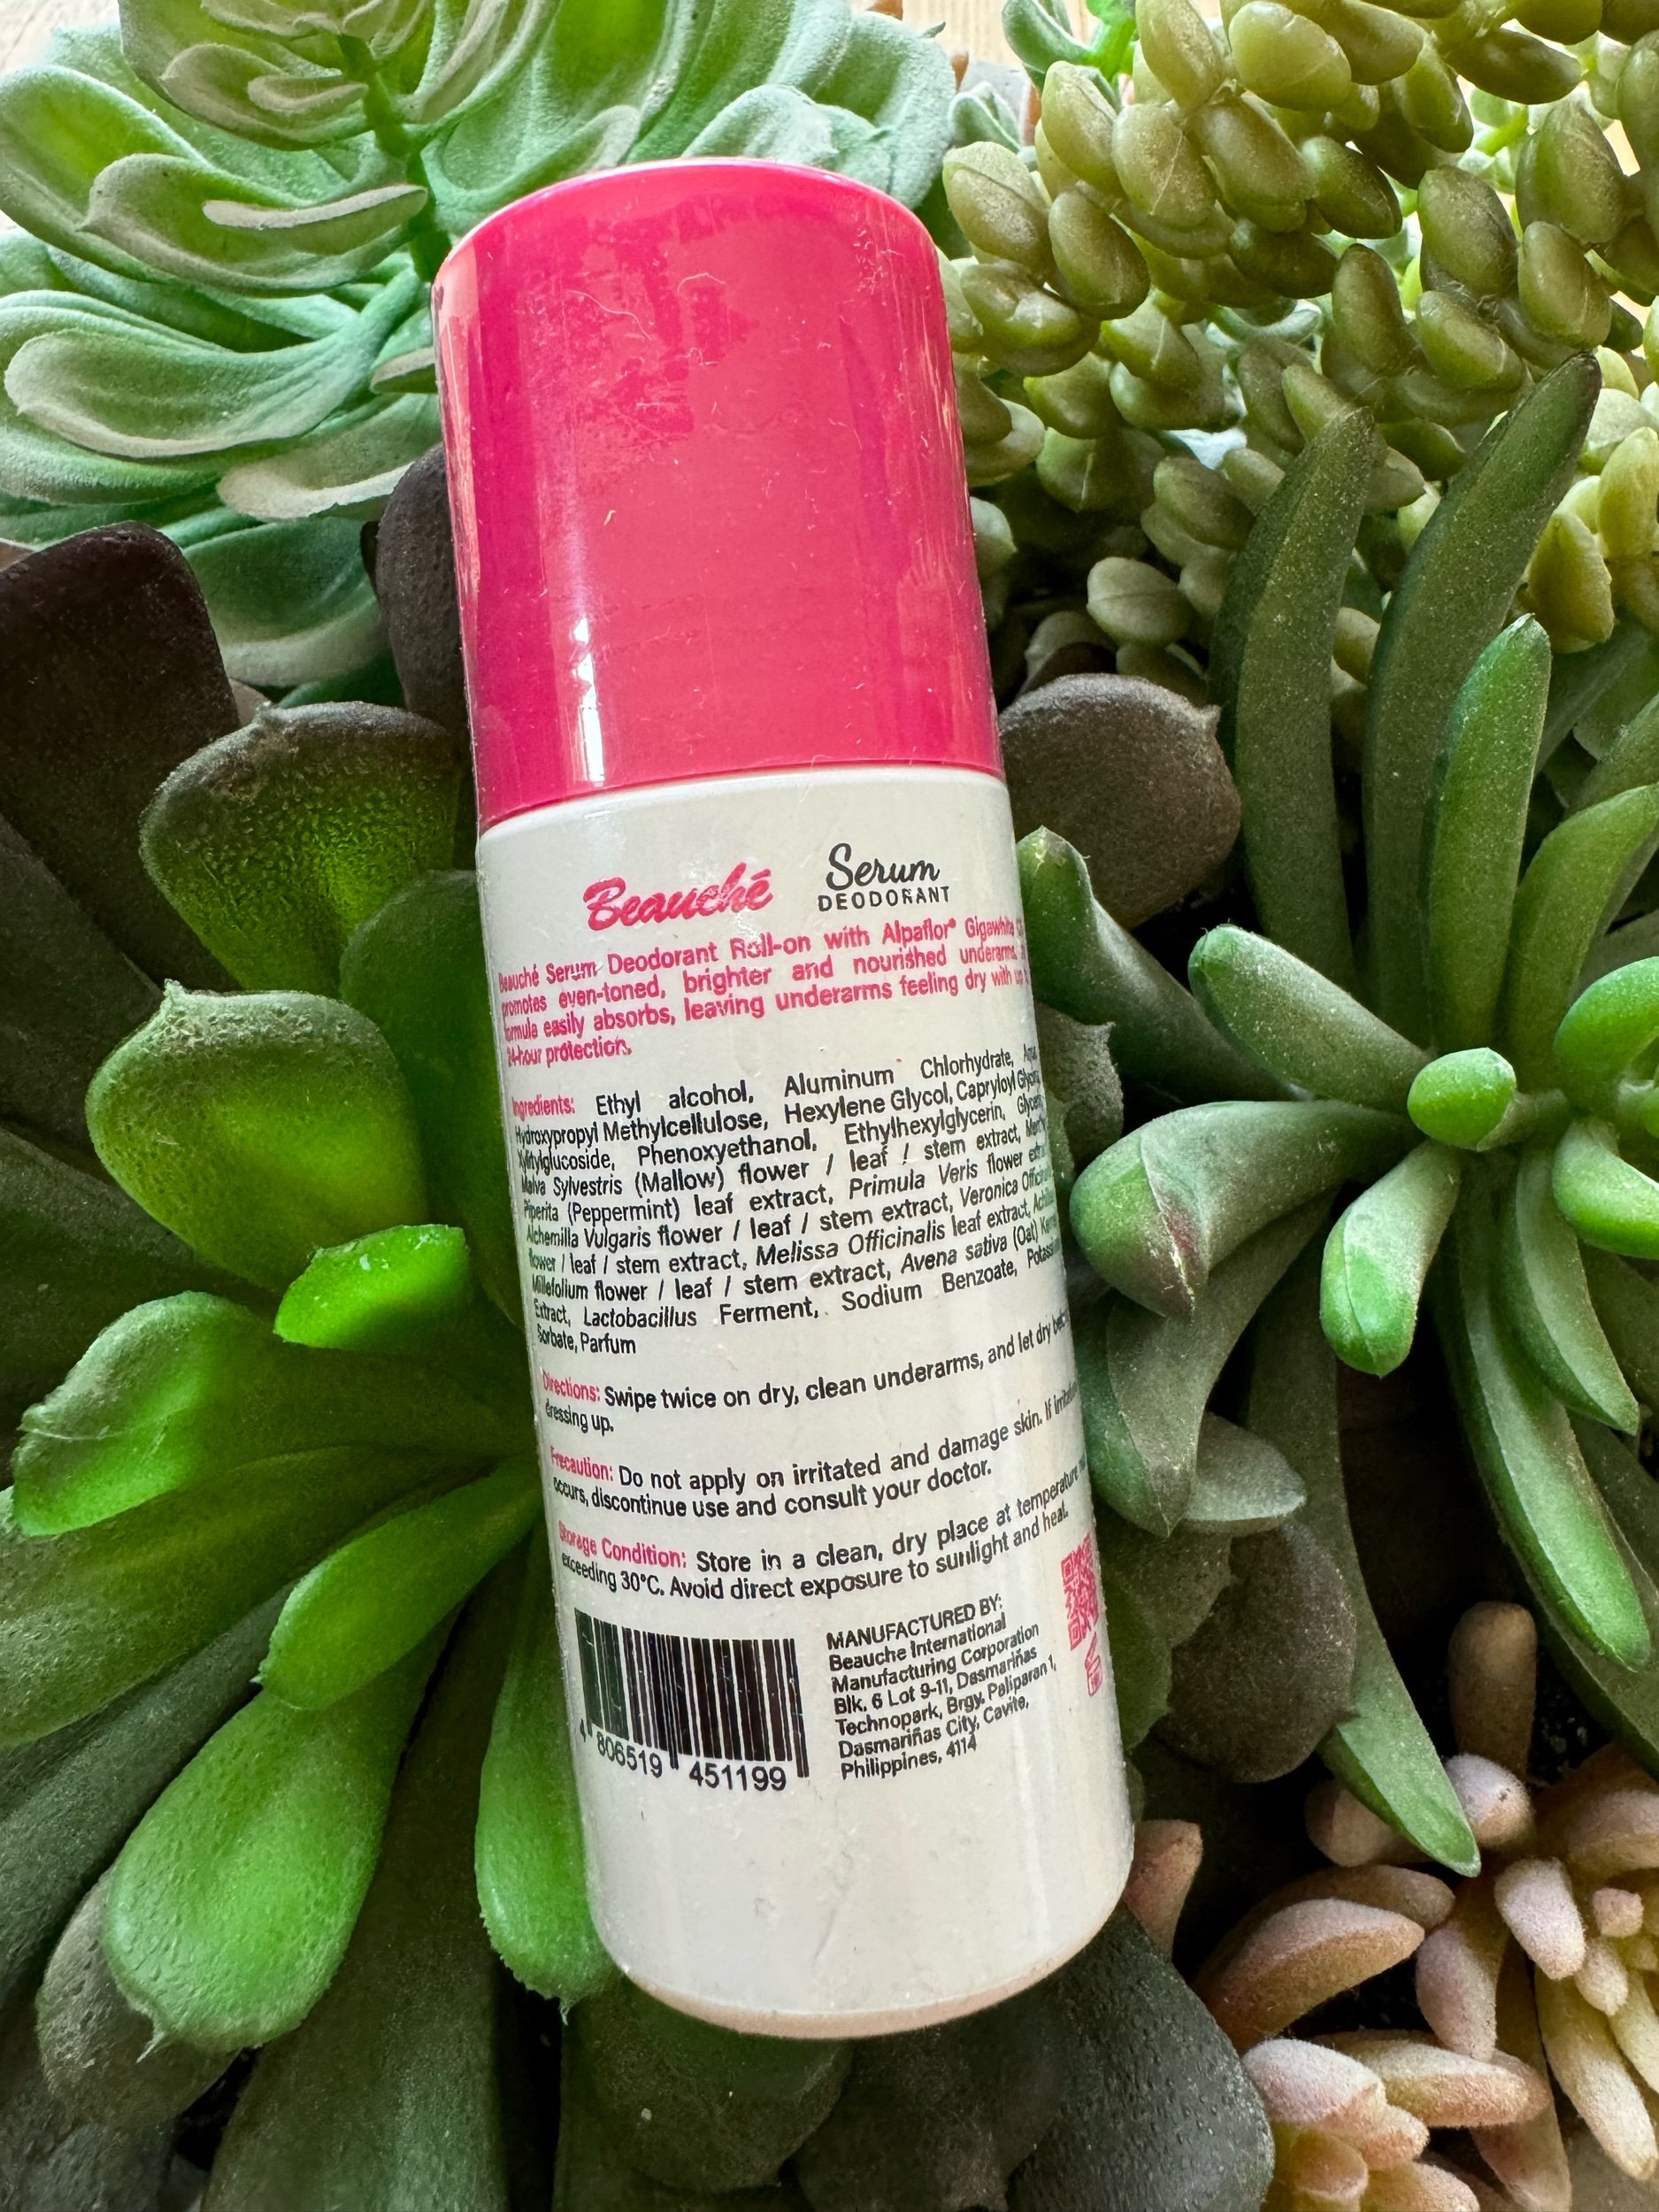 Beauché Serum
DEODORANT
Beauché Serum Deodorant Roll-on with Alpaflor® Gigawhite
promotes even-toned, brighter and nourished underarms.
formula easily absorbs, leaving underarms feeling dry with up
24-hour protection.
Ingredients: Ethyl alcohol, Aluminum Chlorhydrate,
Hydroxypropyl Methylcellulose, Hexylene Glycol, Capryloyl
Xylitylglucoside, Phenoxyethanol, Ethylhexylglycerin,
Malva Sylvestris (Mallow) flower / leaf / stem extract,
Piperita (Peppermint) leaf extract, Primula Veris flower
Alchemilla Vulgaris flower / leaf / stem extract, Veronica
flower / leaf / stem extract, Melissa Officinalis leaf extract,
Millefolium flower / leaf / stem extract, Avena sativa (Oat)
Extract, Lactobacillus Ferment, Sodium Benzoate,
Sorbate, Parfum
Directions: Swipe twice on dry, clean underarms, and let dry
dressing up.
Precaution: Do not apply on irritated and damage skin. If
occurs, discontinue use and consult your doctor.
Storage Condition: Store in a clean, dry place at temperature
exceeding 30°C. Avoid direct exposure to sunlight and heat.
4 806519 451199
MANUFACTURED BY:
Beauche International
Manufacturing Corporation
Blk. 6 Lot 9-11, Dasmariñas
Technopark, Brgy. Paliparan 1,
Dasmariñas City, Cavite,
Philippines, 4114